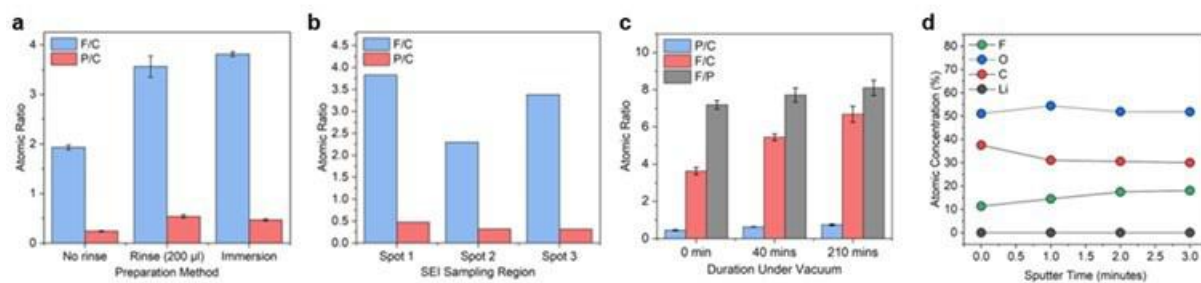 a
F/C
P/C
Atomic Ratio
4
3
2
1
0
No rinse
Rinse (200 µl)
Immersion
Preparation Method
b
F/C
P/C
Atomic Ratio
4.5
4.0
3.5
3.0
2.5
2.0
1.5
1.0
0.5
0.0
Spot 1
Spot 2
Spot 3
SEI Sampling Region
c
P/C
F/C
F/P
Atomic Ratio
10
8
6
4
2
0
0 min
40 mins
210 mins
Duration Under Vacuum
d
F
O
C
Li
Atomic Concentration (%)
80
70
60
50
40
30
20
10
0
0.0
0.5
1.0
1.5
2.0
2.5
3.0
Sputter Time (minutes)